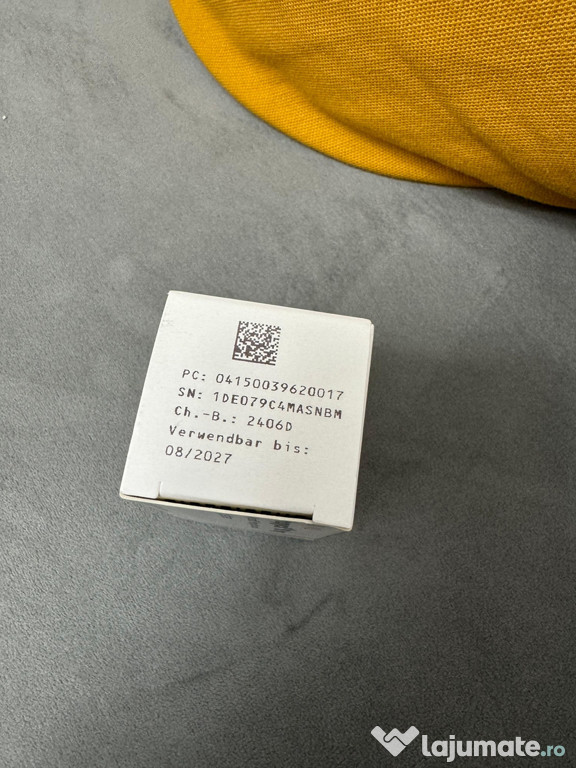 PC: 04150039620017
SN: 1DE079C4MASNBM
Ch.-B.: 2406D
Verwendbar bis:
08/2027
lajumate.ro